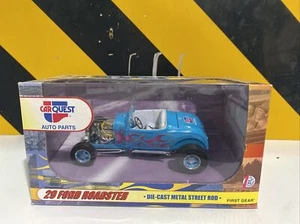 CARQUEST
AUTO PARTS
29 FORD ROADSTER
• DIE-CAST METAL STREET ROD •
FIRST GEAR